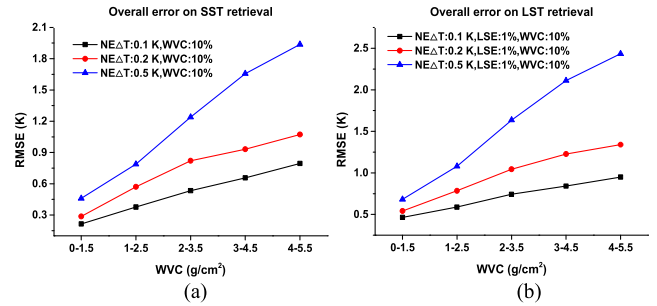 Overall error on SST retrieval
NE△T:0.1 K,WVC:10%
NE△T:0.2 K,WVC:10%
NE△T:0.5 K,WVC:10%
2.1
1.8
1.5
1.2
0.9
0.6
0.3
RMSE (K)
0-1.5 1-2.5 2-3.5 3-4.5 4-5.5
WVC (g/cm²)
(a)
Overall error on LST retrieval
NE△T:0.1 K,LSE:1%,WVC:10%
NE△T:0.2 K,LSE:1%,WVC:10%
NE△T:0.5 K,LSE:1%,WVC:10%
2.5
2.0
1.5
1.0
0.5
RMSE (K)
0-1.5 1-2.5 2-3.5 3-4.5 4-5.5
WVC (g/cm²)
(b)